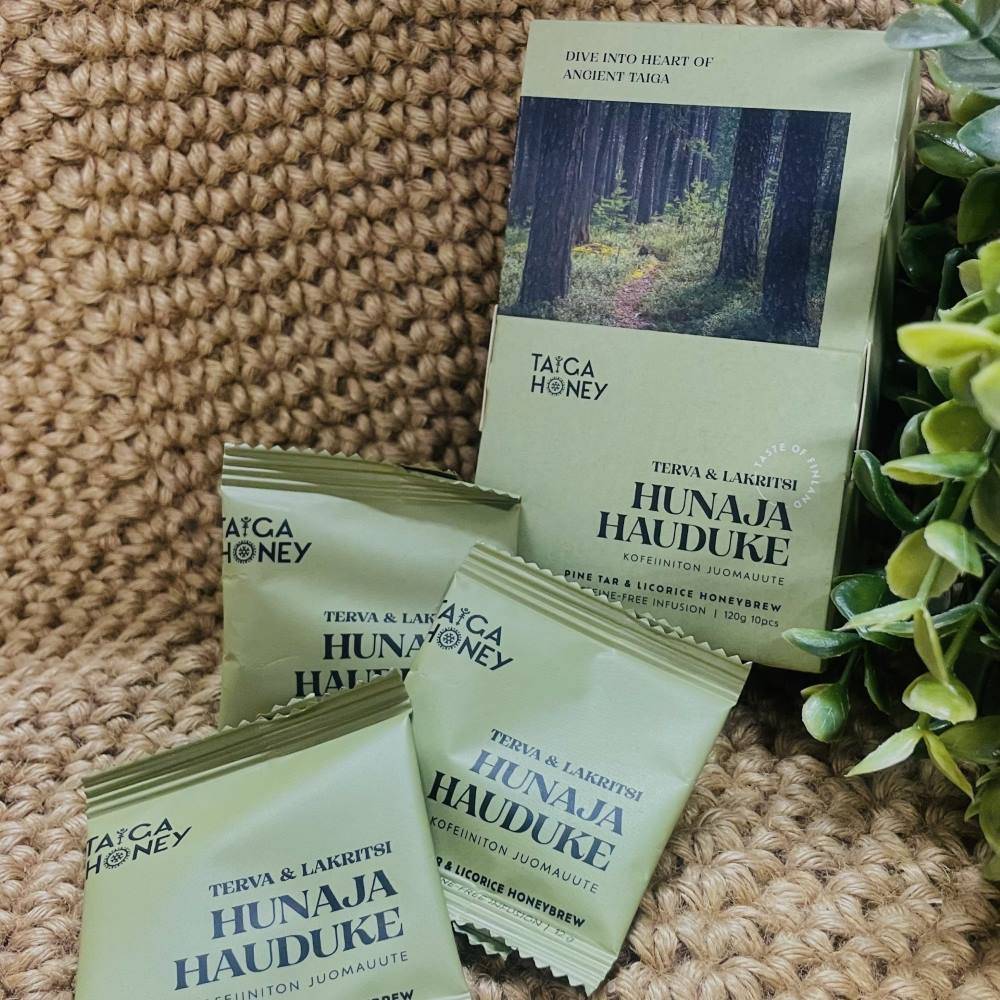 DIVE INTO HEART OF
ANCIENT TAIGA
TAIGA
HONEY
TASTE OF FINLAND
TERVA & LAKRITSI
HUNAJA
HAUDUKE
KOFEIINITON JUOMAUUTE
PINE TAR & LICORICE HONEYBREW
INFUSION | 120g 10pcs
TAIGA
HONEY
TERVA &
TAIGA
HONEY
TERVA & LAKRITSI
HUNAJA
HAUDUKE
KOFEIINITON JUOMAUUTE
& LICORICE HONEYBREW
FREE INFUSION |
TAIGA
HONEY
TERVA & LAKRITSI
HUNAJA
HAUDUKE
KOFEIINITON JUOMAUUTE